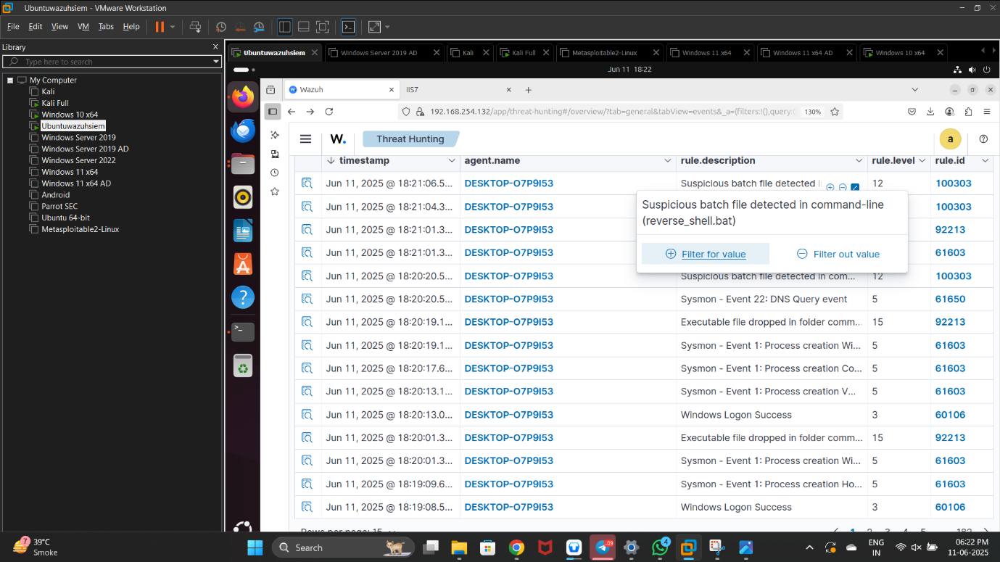 Ubuntuwazuhsiem - VMware Workstation
File Edit View VM Tabs Help
Library
Type here to search
My Computer
Kali
Kali Full
Windows 10 x64
Ubuntuwazuhsiem
Windows Server 2019
Windows Server 2019 AD
Windows Server 2022
Windows 11 x64
Windows 11 x64 AD
Android
Parrot SEC
Ubuntu 64-bit
Metasploitable2-Linux
Ubuntuwazuhsiem Windows Server 2019 AD Kali Kali Full Metasploitable2-Linux Windows 11 x64 Windows 11 x64 AD Windows 10 x64
Jun 11 18:22
Wazuh IIS7
192.168.254.132/app/threat-hunting#/overview/?tab=general&tabView=events&_a=(filters:!(),query:( 130%
W. Threat Hunting a
timestamp agent.name rule.description rule.level rule.id
Jun 11, 2025 @ 18:21:06.5... DESKTOP-O7P9I53 Suspicious batch file detected i 12 100303
Jun 11, 2025 @ 18:21:04.3... DESKTOP-O7P9I53 100303
Jun 11, 2025 @ 18:21:01.3... DESKTOP-O7P9I53 92213
Jun 11, 2025 @ 18:21:01.3... DESKTOP-O7P9I53 61603
Suspicious batch file detected in command-line
(reverse_shell.bat)
Filter for value Filter out value
Jun 11, 2025 @ 18:20:20.5... DESKTOP-O7P9I53 Suspicious batch file detected in com... 12 100303
Jun 11, 2025 @ 18:20:20.5... DESKTOP-O7P9I53 Sysmon - Event 22: DNS Query event 5 61650
Jun 11, 2025 @ 18:20:19.1... DESKTOP-O7P9I53 Executable file dropped in folder comm... 15 92213
Jun 11, 2025 @ 18:20:19.1... DESKTOP-O7P9I53 Sysmon - Event 1: Process creation Wi... 5 61603
Jun 11, 2025 @ 18:20:17.6... DESKTOP-O7P9I53 Sysmon - Event 1: Process creation Co... 5 61603
Jun 11, 2025 @ 18:20:13.1... DESKTOP-O7P9I53 Sysmon - Event 1: Process creation V... 5 61603
Jun 11, 2025 @ 18:20:13.0... DESKTOP-O7P9I53 Windows Logon Success 3 60106
Jun 11, 2025 @ 18:20:01.3... DESKTOP-O7P9I53 Executable file dropped in folder comm... 15 92213
Jun 11, 2025 @ 18:20:01.3... DESKTOP-O7P9I53 Sysmon - Event 1: Process creation Wi... 5 61603
Jun 11, 2025 @ 18:19:09.6... DESKTOP-O7P9I53 Sysmon - Event 1: Process creation Ho... 5 61603
Jun 11, 2025 @ 18:19:08.5... DESKTOP-O7P9I53 Windows Logon Success 3 60106
Rows per page: 15 1 2 3 4 5 ... 182
7 39°C
Smoke
Search
09
4
ENG
IN
06:22 PM
11-06-2025